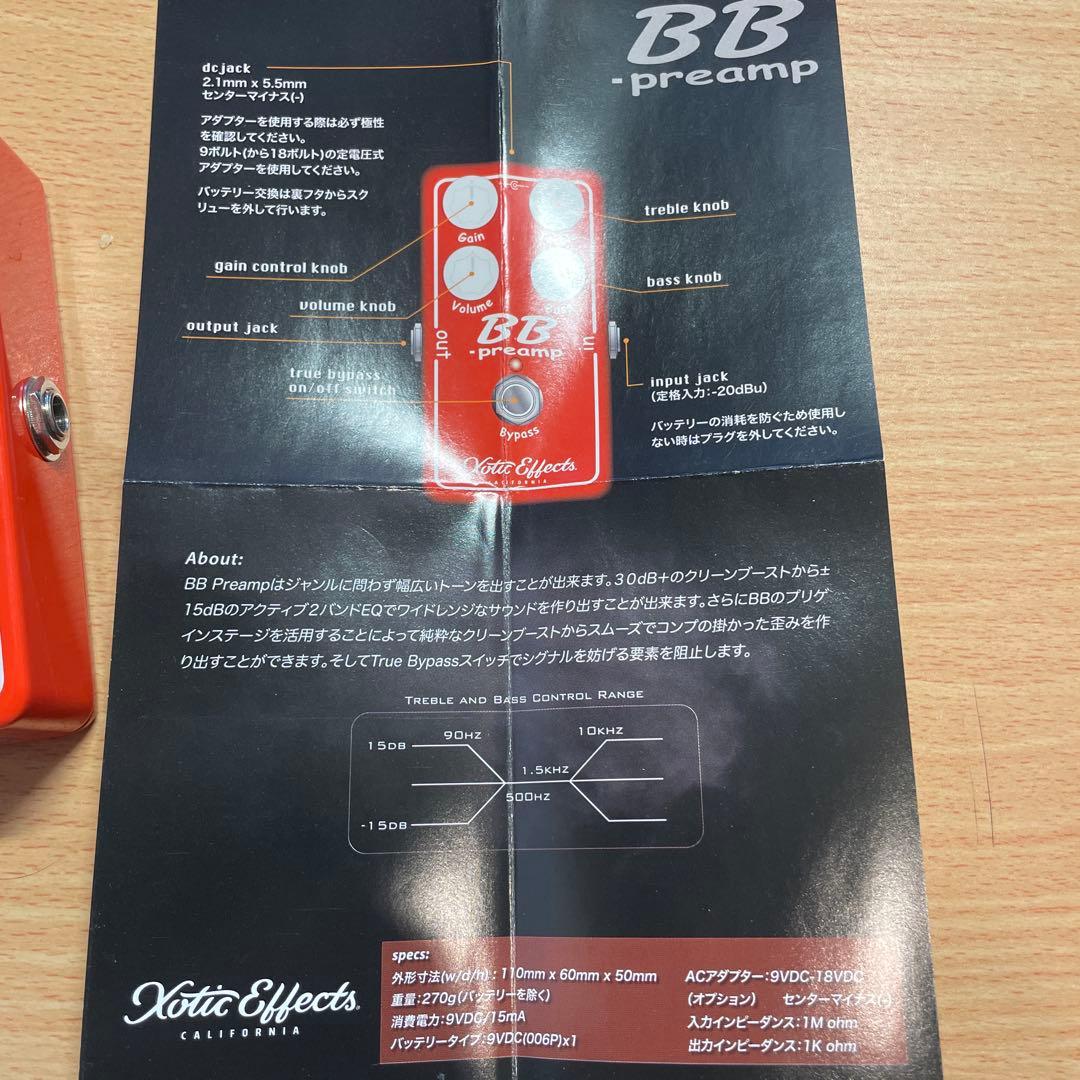 BB
-preamp
dcjack
2.1mm x 5.5mm
センターマイナス(-)
アダプターを使用する際は必ず極性
を確認してください。
9ボルト(から18ボルト)の定電圧式
アダプターを使用してください。
バッテリー交換は裏フタからスク
リューを外して行います。
treble knob
Gain
gain control knob
bass knob
volume knob
Volume
output jack
out
BB
-preamp
in
true bypass
on/off switch
input jack
(定格入力:-20dBu)
バッテリーの消耗を防ぐため使用し
ない時はプラグを外してください。
Bypass
Xotic Effects
CALIFORNIA
About:
BB Preampはジャンルに問わず幅広いトーンを出すことが出来ます。30dB+のクリーンブーストから±
15dBのアクティブ2バンドEQでワイドレンジなサウンドを作り出すことが出来ます。さらにBBのプリゲ
インステージを活用することによって純粋なクリーンブーストからスムーズでコンプの掛かった歪みを作
り出すことができます。そしてTrue Bypassスイッチでシグナルを妨げる要素を阻止します。
TREBLE AND BASS CONTROL RANGE
90HZ
10KHZ
15DB
1.5KHZ
500HZ
-15DB
specs:
外形寸法(w/d/h) : 110mm x 60mm x 50mm
重量:270g(バッテリーを除く)
消費電力:9VDC/15mA
バッテリータイプ:9VDC(006P)x1
ACアダプター:9VDC-18VDC
(オプション) センターマイナス(-)
入力インピーダンス:1M ohm
出力インピーダンス:1K ohm
Xotic Effects.
CALIFORNIA